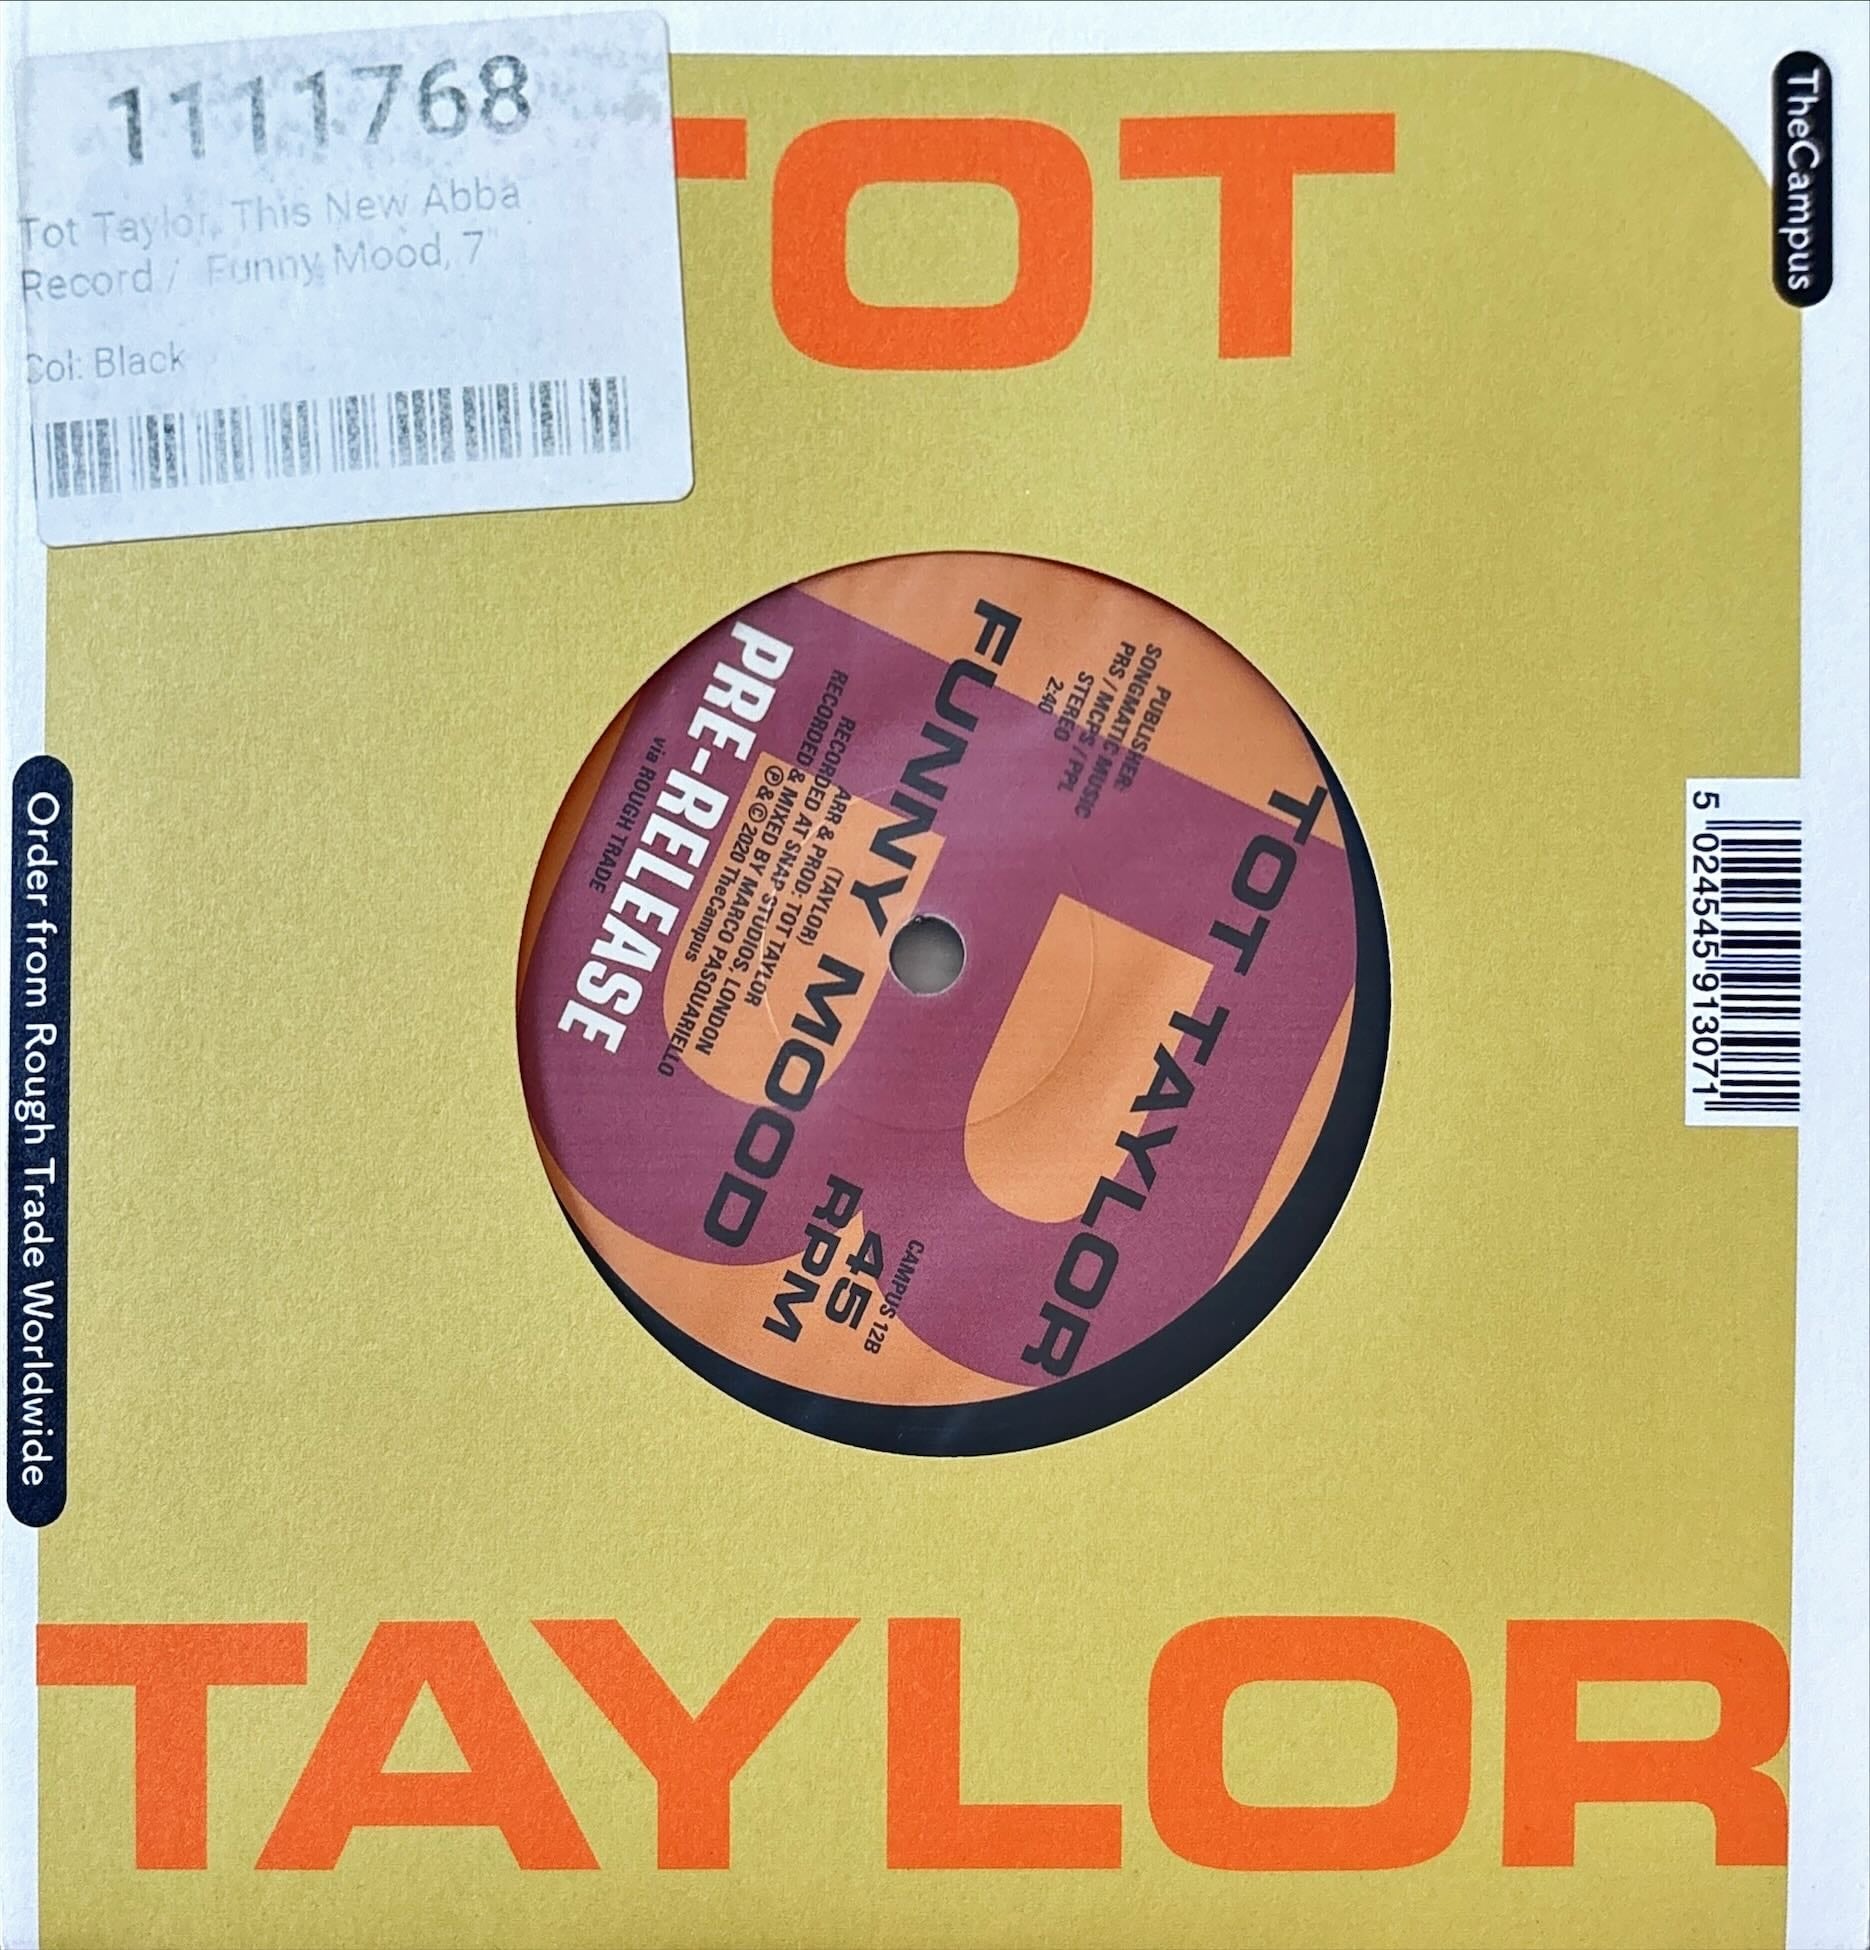 1111768
Tot Taylor, This New Abba
Record / Funny Mood, 7"
Col: Black
TOT
TheCampus
5 024545 913071
Order from Rough Trade Worldwide
TOT TAYLOR
PUBLISHER:
SONGMATIC MUSIC
PRS / MCPS / PPL
STEREO
2:40
CAMPUS 12B
45
RPM
FUNNY MOOD
(TAYLOR)
ARR & PROD: TOT TAYLOR
RECORDED AT SNAP STUDIOS, LONDON
RECORDED & MIXED BY MARCO PASQUARIELLO
℗&© 2020 TheCampus
PRE-RELEASE
via ROUGH TRADE
TAYLOR